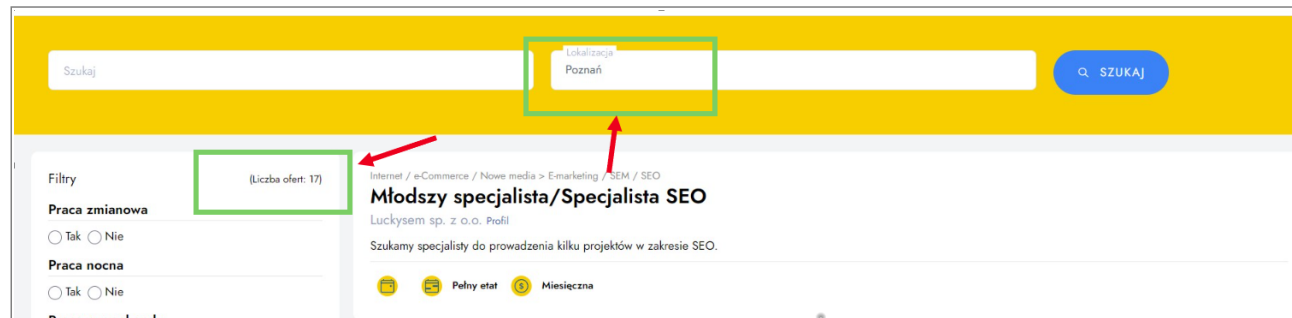 Lokalizacja
Szukaj
Poznań
SZUKAJ
Filtry
(Liczba ofert: 17)
Praca zmianowa
Tak
Nie
Praca nocna
Tak
Nie
Internet / e-Commerce / Nowe media > E-marketing / SEM / SEO
Młodszy specjalista/Specjalista SEO
Luckysem sp. z o.o. Profil
Szukamy specjalisty do prowadzenia kilku projektów w zakresie SEO.
Pełny etat
Miesięczna